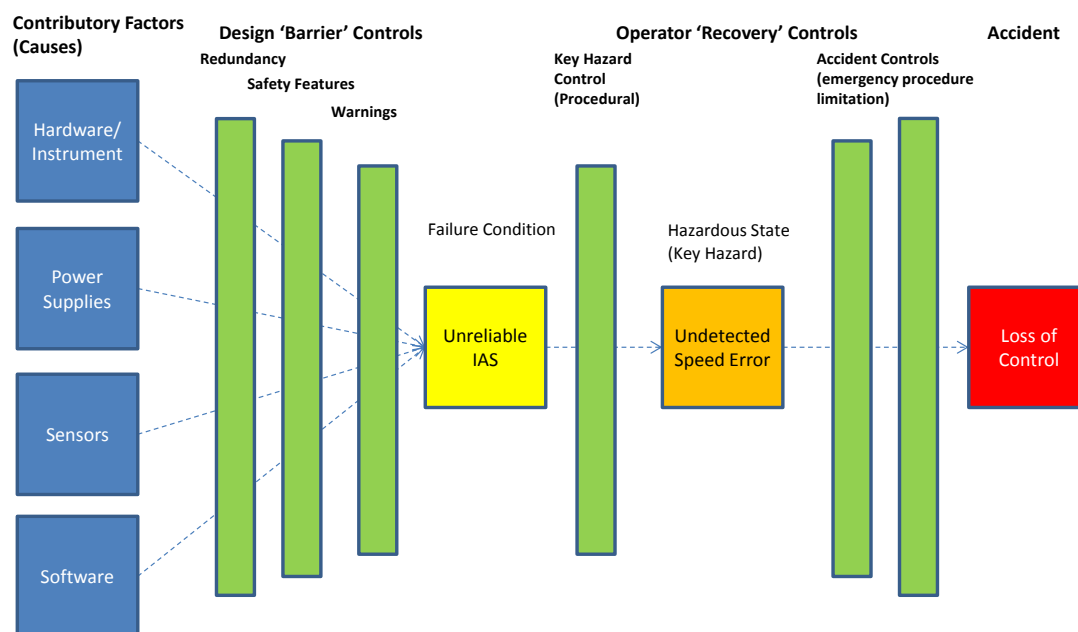 Contributory Factors
(Causes)
Design ‘Barrier’ Controls
Operator ‘Recovery’ Controls
Accident
Redundancy
Safety Features
Warnings
Key Hazard
Control
(Procedural)
Accident Controls
(emergency procedure
limitation)
Hardware/
Instrument
Power
Supplies
Sensors
Software
Failure Condition
Unreliable
IAS
Hazardous State
(Key Hazard)
Undetected
Speed Error
Loss of
Control